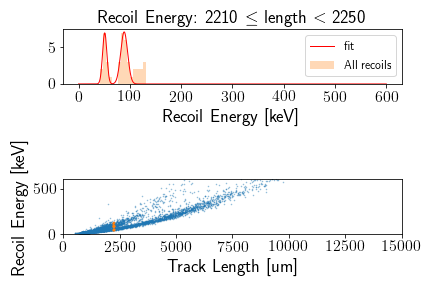 Recoil Energy: 2210 ≤ length < 2250
5
0
fit
All recoils
0 100 200 300 400 500 600
Recoil Energy [keV]
Recoil Energy [keV]
500
0
0 2500 5000 7500 10000 12500 15000
Track Length [um]